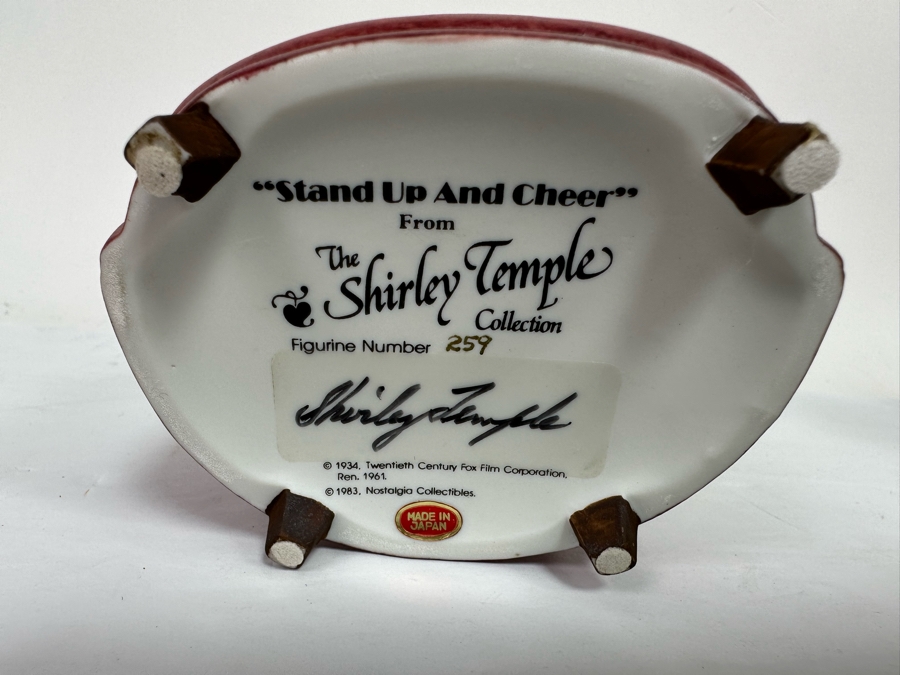 “Stand Up And Cheer”
From
The
Shirley Temple
Collection
Figurine Number 259
Shirley Temple
© 1934, Twentieth Century Fox Film Corporation,
Ren. 1961.
© 1983, Nostalgia Collectibles.
MADE IN
JAPAN